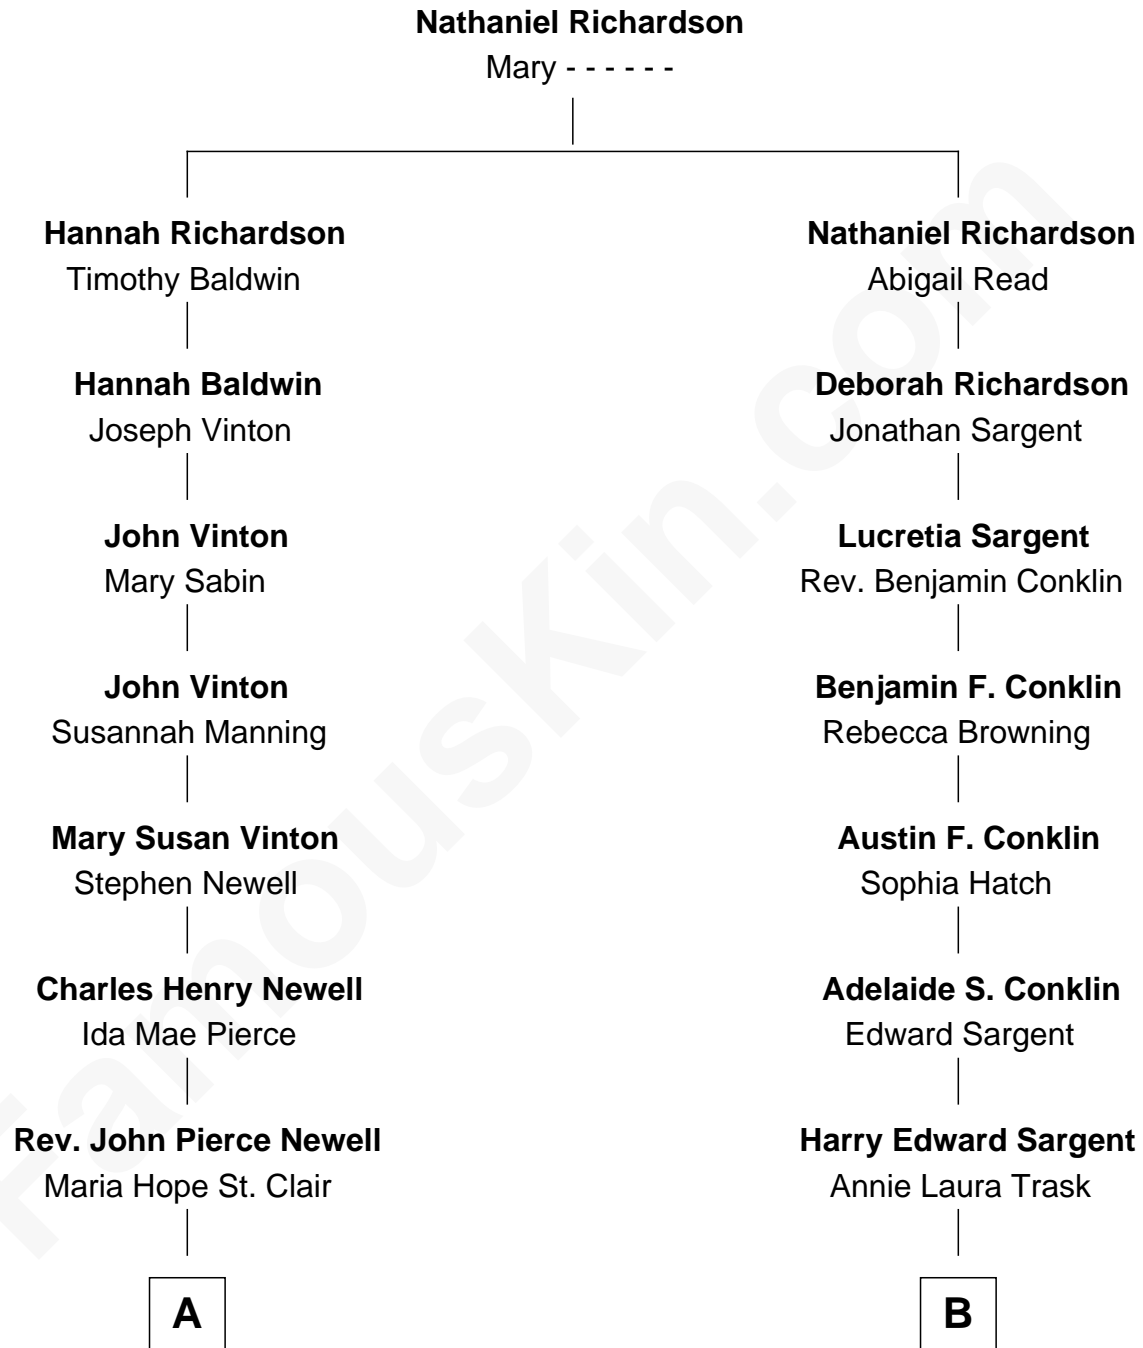 Nathaniel Richardson
Mary - - - - - -
Hannah Richardson
Timothy Baldwin
Hannah Baldwin
Joseph Vinton
John Vinton
Mary Sabin
John Vinton
Susannah Manning
Mary Susan Vinton
Stephen Newell
Charles Henry Newell
Ida Mae Pierce
Rev. John Pierce Newell
Maria Hope St. Clair
A
Nathaniel Richardson
Abigail Read
Deborah Richardson
Jonathan Sargent
Lucretia Sargent
Rev. Benjamin Conklin
Benjamin F. Conklin
Rebecca Browning
Austin F. Conklin
Sophia Hatch
Adelaide S. Conklin
Edward Sargent
Harry Edward Sargent
Annie Laura Trask
B
FamousKin.com